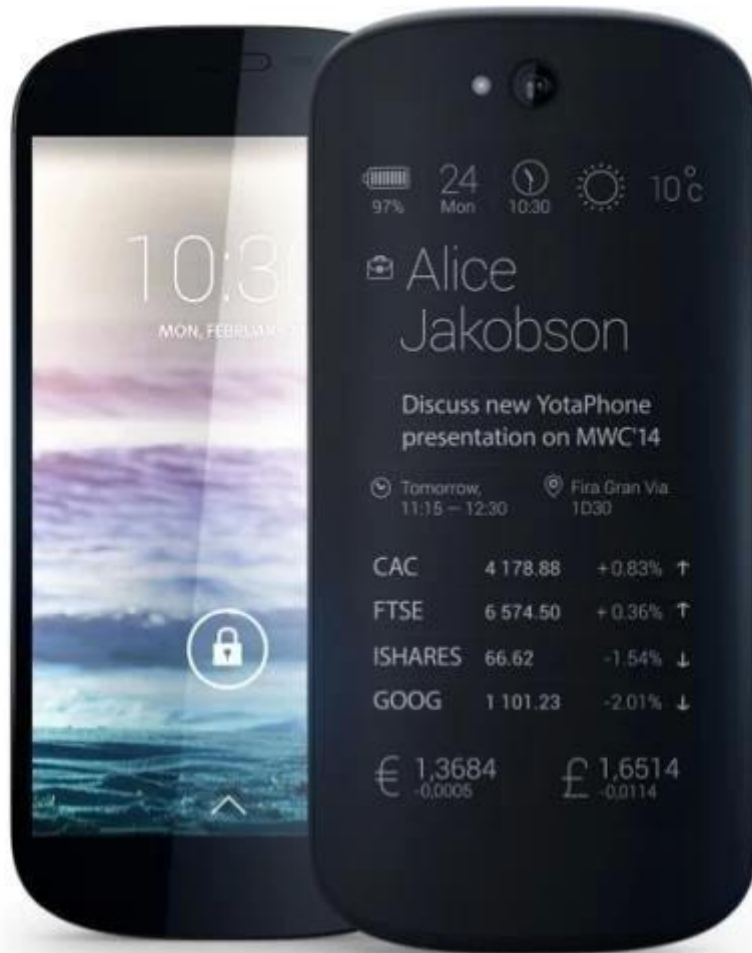 10:30
MON, FEBRUARY
97%
24
Mon
10:30
10°C
Alice
Jakobson
Discuss new YotaPhone
presentation on MWC'14
Tomorrow,
11:15 — 12:30
Fira Gran Via
1D30
CAC 4 178.88 +0.83% ↑
FTSE 6 574.50 +0.36% ↑
ISHARES 66.62 -1.54% ↓
GOOG 1 101.23 -2.01% ↓
€ 1,3684
-0,0005
£ 1,6514
-0,0114